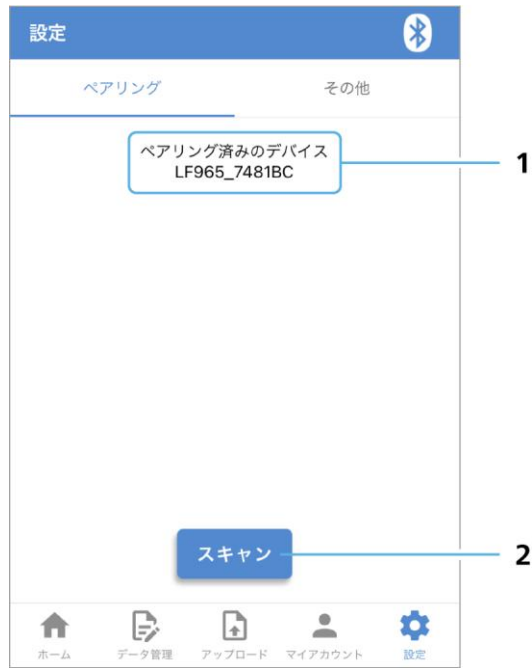 設定
ペアリング
その他
ペアリング済みのデバイス
LF965_7481BC
1
スキャン
2
ホーム
データ管理
アップロード
マイアカウント
設定